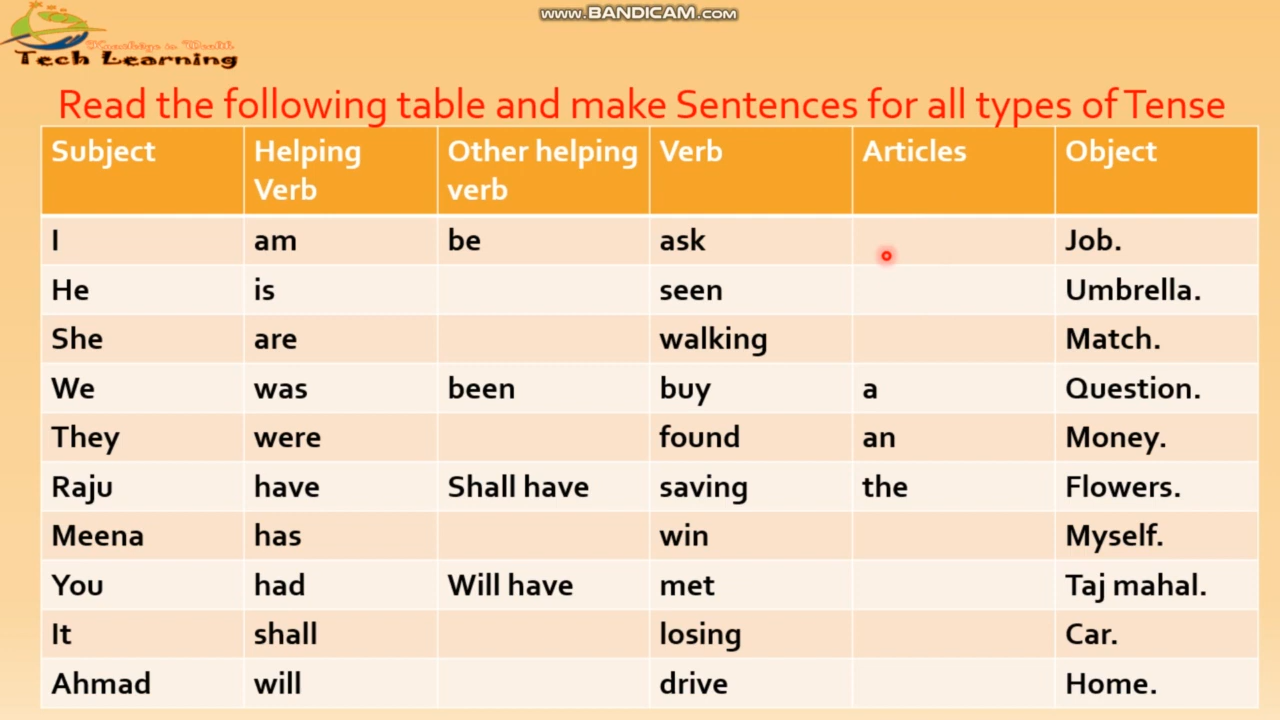 www.BANDICAM.com
Knowledge is Wealth
Tech Learning
Read the following table and make Sentences for all types of Tense
Subject Helping Verb Other helping verb Verb Articles Object
I am be ask Job.
He is seen Umbrella.
She are walking Match.
We was been buy a Question.
They were found an Money.
Raju have Shall have saving the Flowers.
Meena has win Myself.
You had Will have met Taj mahal.
It shall losing Car.
Ahmad will drive Home.